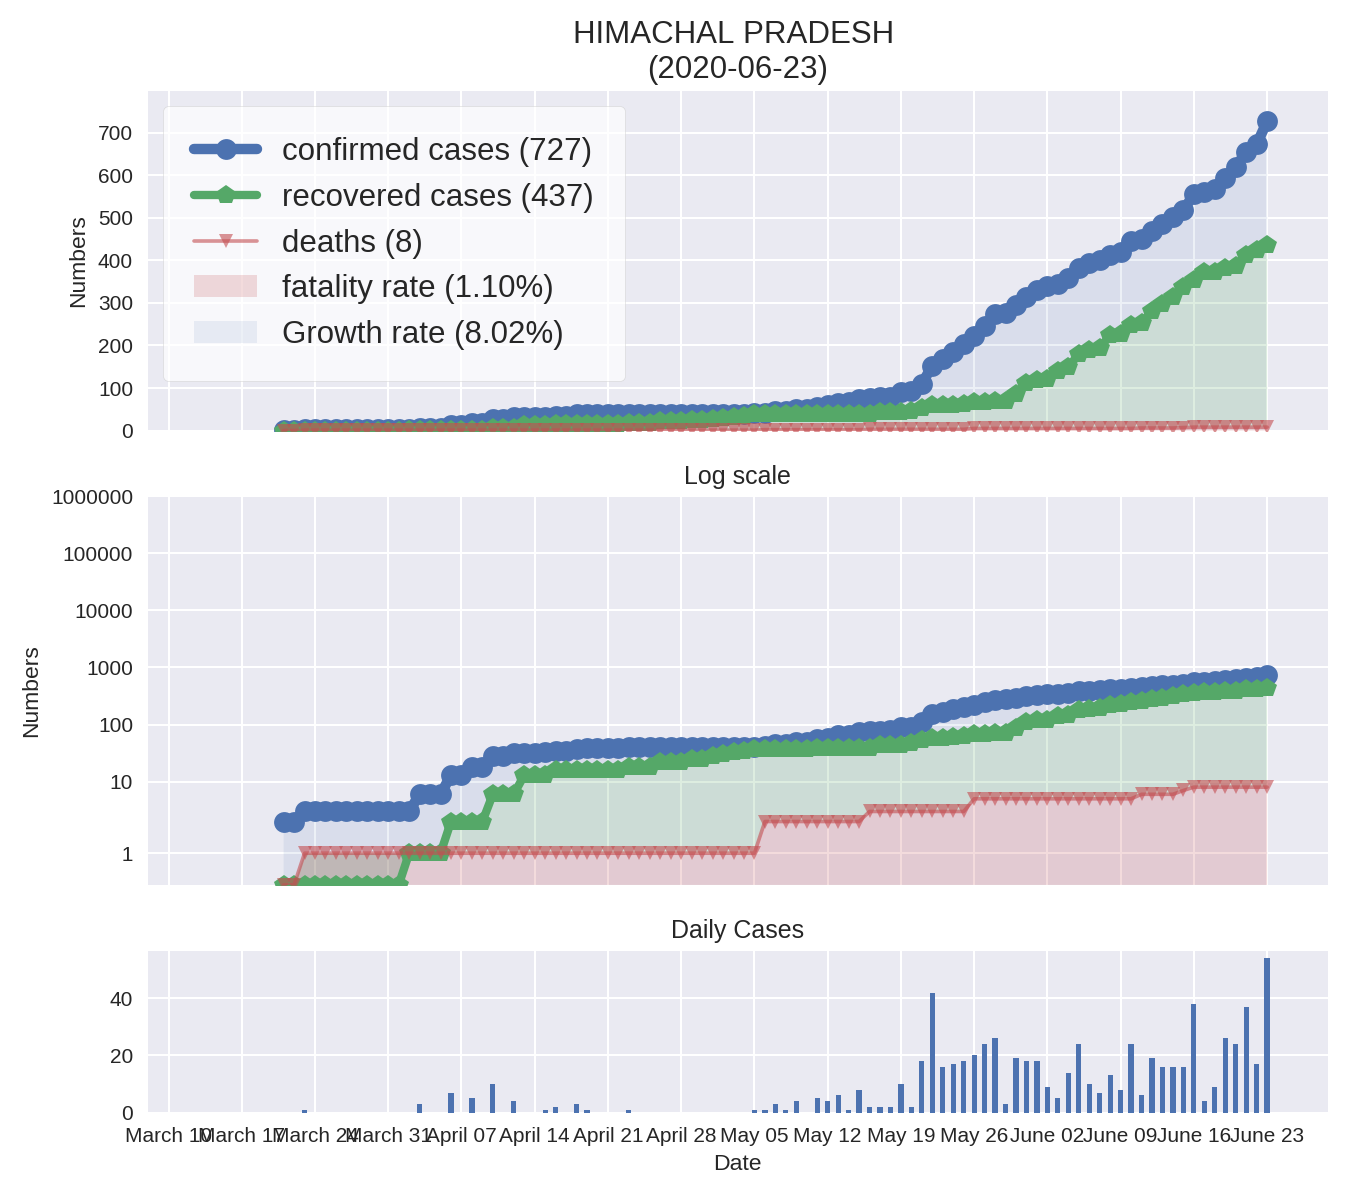 HIMACHAL PRADESH
(2020-06-23)
700
600
500
400
300
200
100
0
Numbers
confirmed cases (727)
recovered cases (437)
deaths (8)
fatality rate (1.10%)
Growth rate (8.02%)
Log scale
1000000
100000
10000
1000
100
10
1
Numbers
Daily Cases
40
20
0
March 10 March 17 March 24 March 31 April 07 April 14 April 21 April 28 May 05 May 12 May 19 May 26 June 02 June 09 June 16 June 23
Date